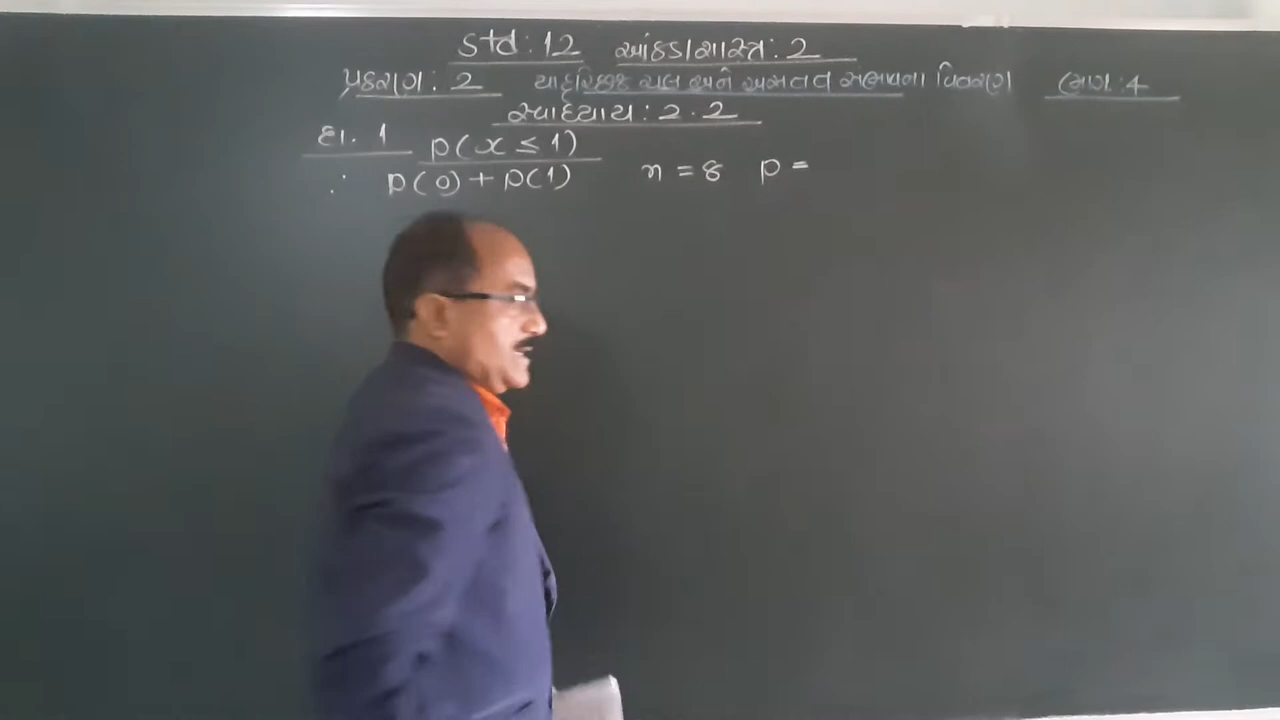 Std : 12 આંકડાશાસ્ત્ર : 2
પ્રકરણ : 2 યાદૃચ્છિક ચલ અને અસતત સંભાવના વિતરણ ભાગ : 4
સ્વાધ્યાય : 2.2
દા. 1 P(x ≤ 1)
∴ P(0) + P(1) n = 8 P =